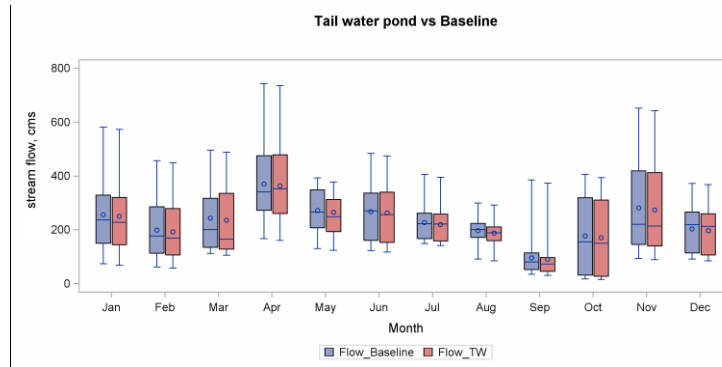 Tail water pond vs Baseline
800
600
400
200
0
stream flow, cms
Jan Feb Mar Apr May Jun Jul Aug Sep Oct Nov Dec
Month
Flow_Baseline Flow_TW